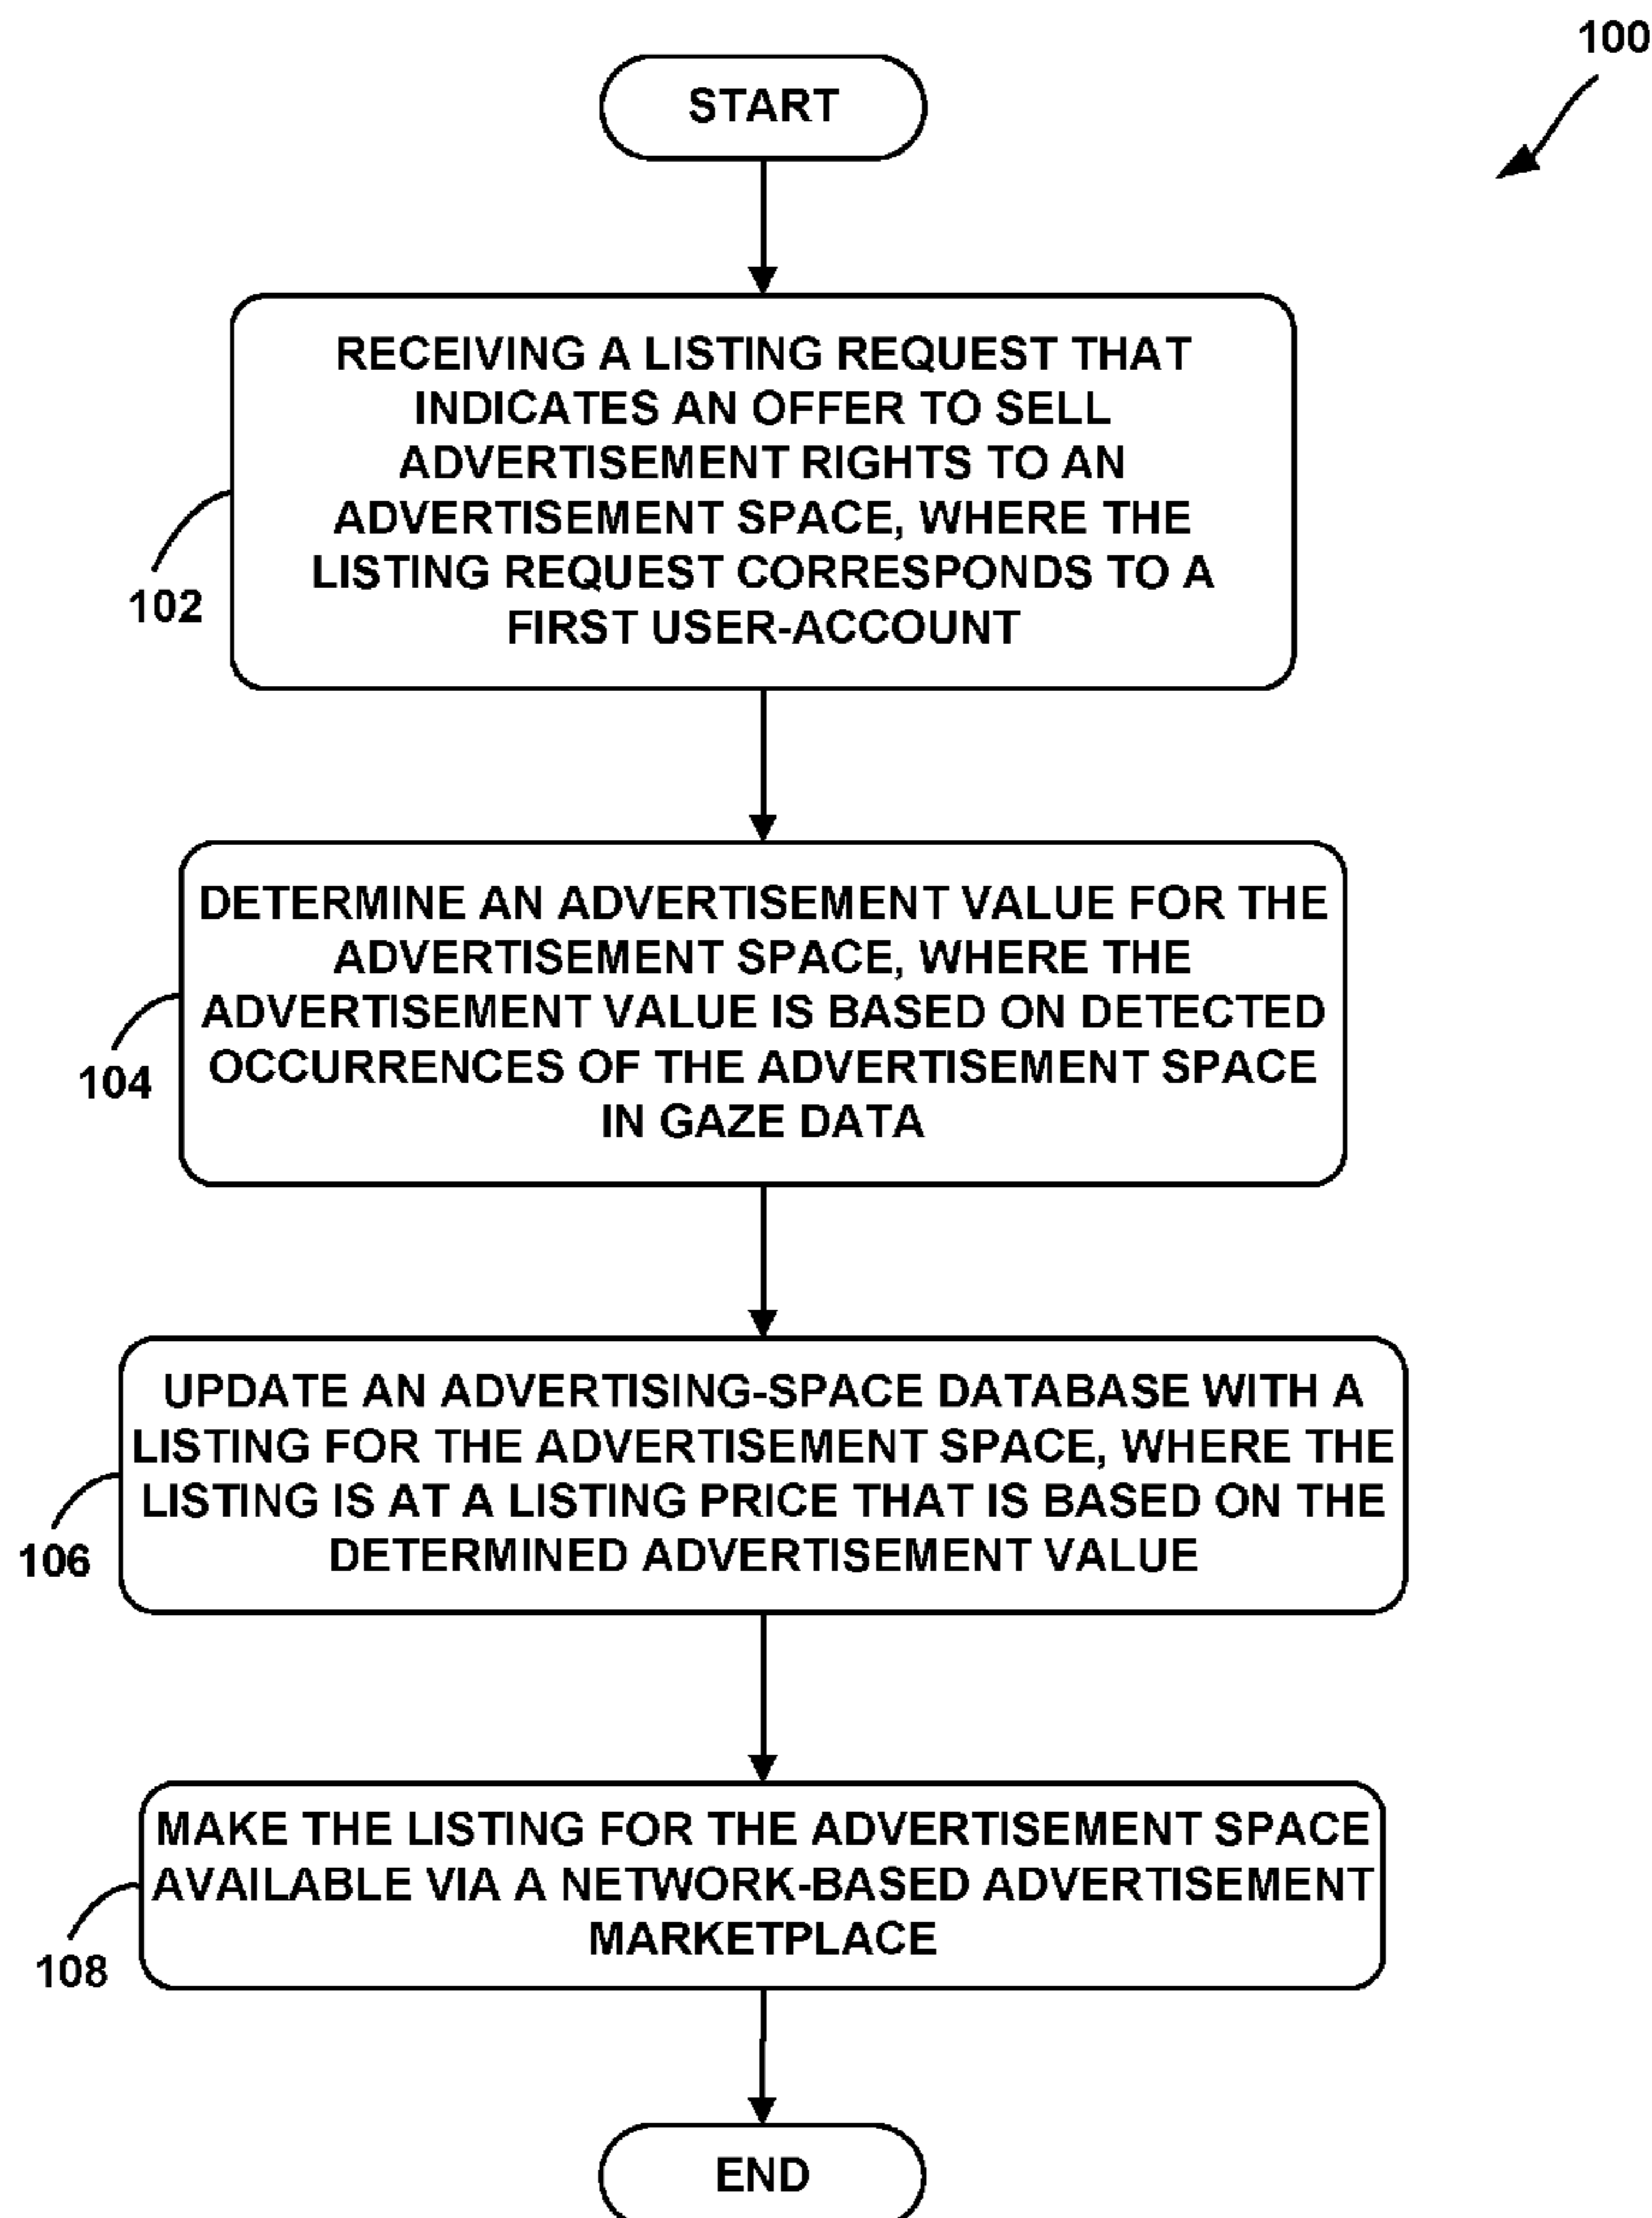 100
START
RECEIVING A LISTING REQUEST THAT
INDICATES AN OFFER TO SELL
ADVERTISEMENT RIGHTS TO AN
ADVERTISEMENT SPACE, WHERE THE
LISTING REQUEST CORRESPONDS TO A
FIRST USER-ACCOUNT
102
DETERMINE AN ADVERTISEMENT VALUE FOR THE
ADVERTISEMENT SPACE, WHERE THE
ADVERTISEMENT VALUE IS BASED ON DETECTED
OCCURRENCES OF THE ADVERTISEMENT SPACE
IN GAZE DATA
104
UPDATE AN ADVERTISING-SPACE DATABASE WITH A
LISTING FOR THE ADVERTISEMENT SPACE, WHERE THE
LISTING IS AT A LISTING PRICE THAT IS BASED ON THE
DETERMINED ADVERTISEMENT VALUE
106
MAKE THE LISTING FOR THE ADVERTISEMENT SPACE
AVAILABLE VIA A NETWORK-BASED ADVERTISEMENT
MARKETPLACE
108
END